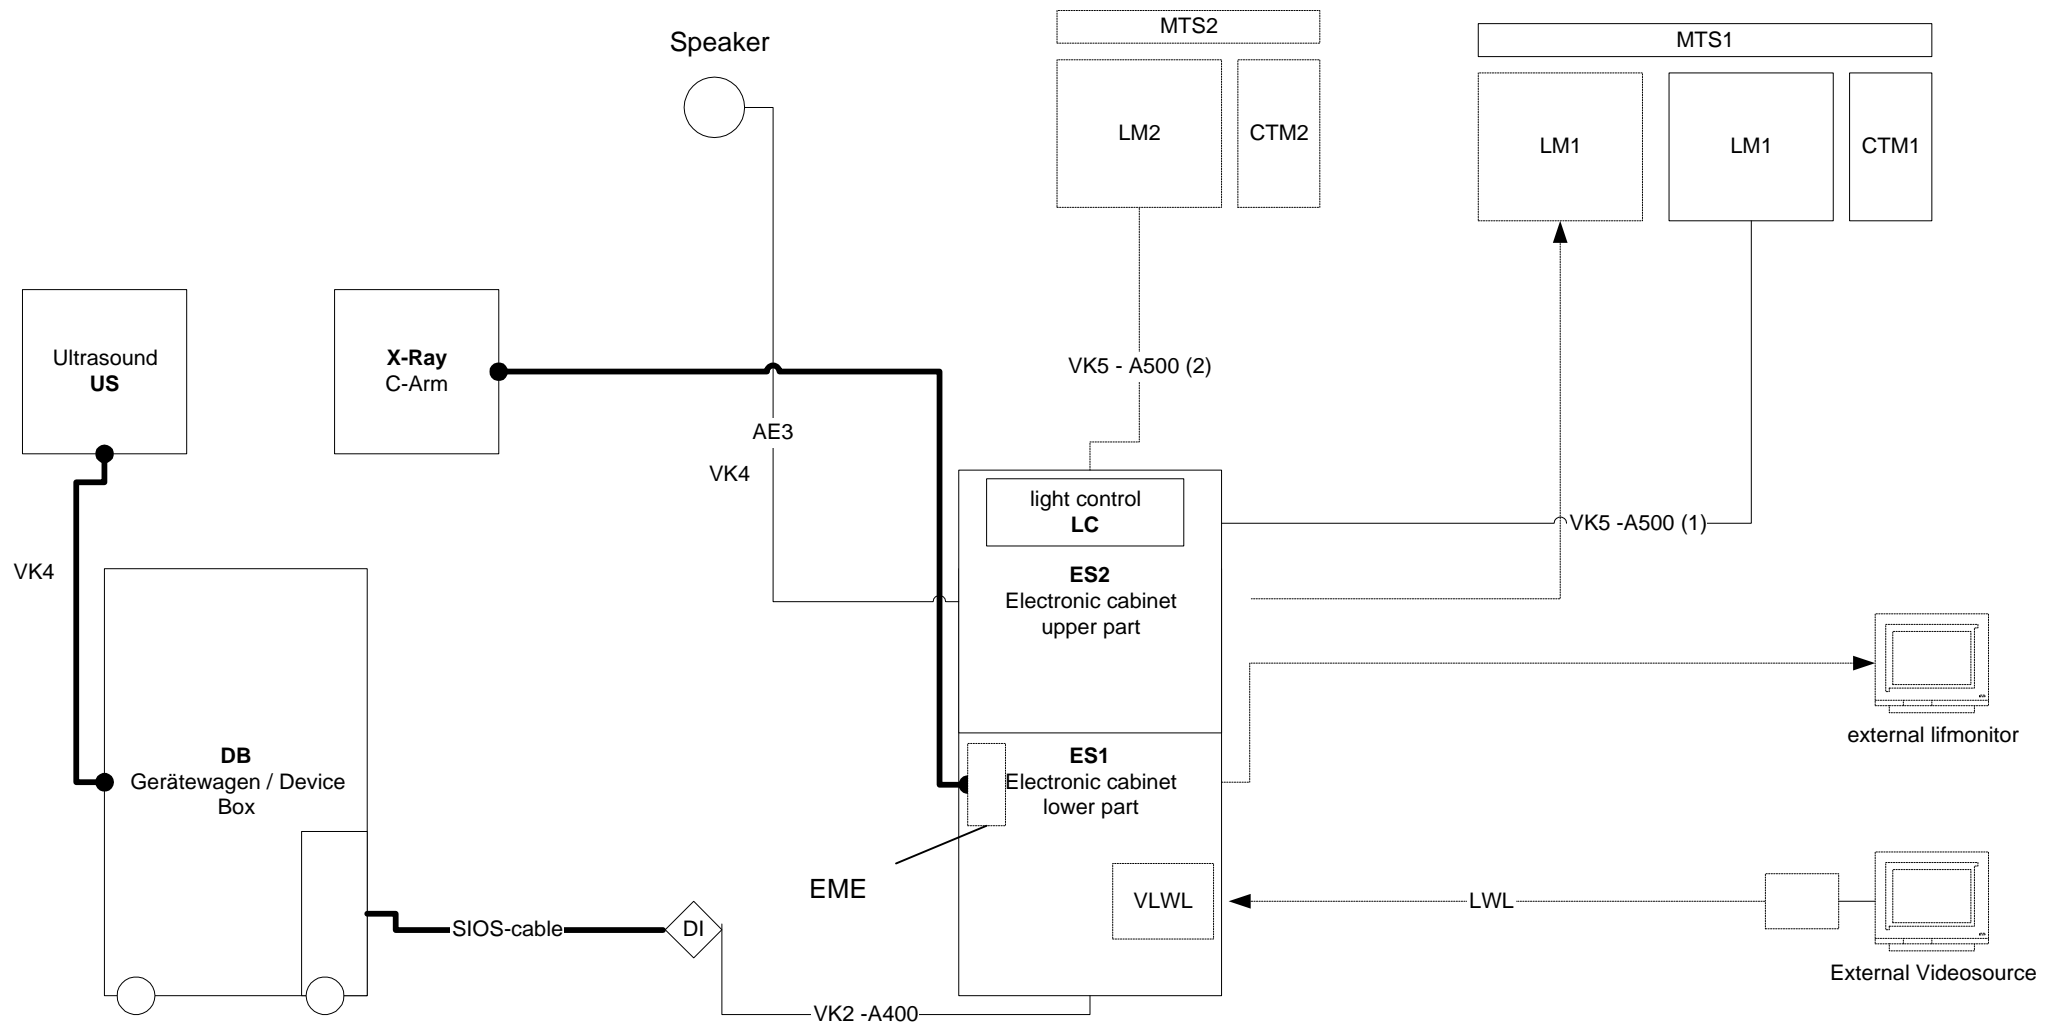 MTS2
MTS1
Speaker
LM2
CTM2
LM1
LM1
CTM1
Ultrasound
US
X-Ray
C-Arm
VK5 - A500 (2)
AE3
VK4
light control
LC
VK5 -A500 (1)
VK4
ES2
Electronic cabinet
upper part
external lifmonitor
DB
Gerätewagen / Device
Box
ES1
Electronic cabinet
lower part
EME
VLWL
LWL
SIOS-cable
DI
External Videosource
VK2 -A400